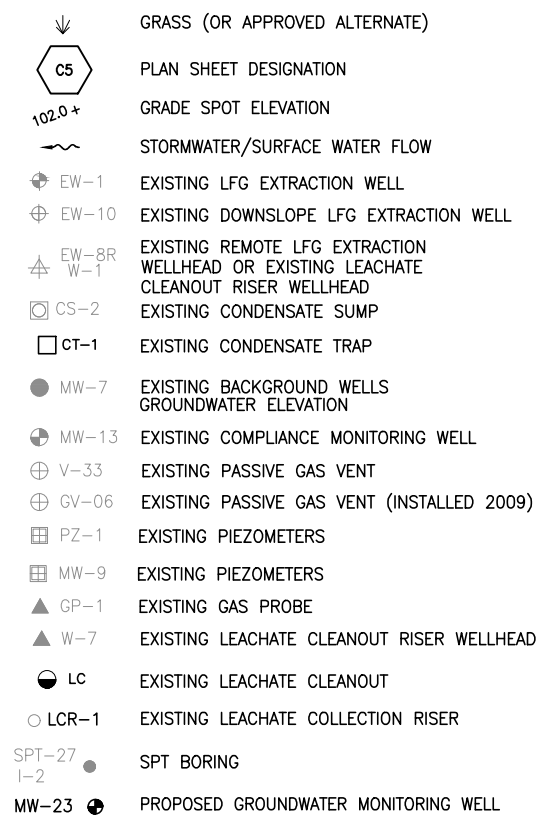 GRASS (OR APPROVED ALTERNATE)
C5 PLAN SHEET DESIGNATION
102.0 + GRADE SPOT ELEVATION
STORMWATER/SURFACE WATER FLOW
EW-1 EXISTING LFG EXTRACTION WELL
EW-10 EXISTING DOWNSLOPE LFG EXTRACTION WELL
EW-8R EXISTING REMOTE LFG EXTRACTION
W-1 WELLHEAD OR EXISTING LEACHATE
CLEANOUT RISER WELLHEAD
CS-2 EXISTING CONDENSATE SUMP
CT-1 EXISTING CONDENSATE TRAP
MW-7 EXISTING BACKGROUND WELLS
GROUNDWATER ELEVATION
MW-13 EXISTING COMPLIANCE MONITORING WELL
V-33 EXISTING PASSIVE GAS VENT
GV-06 EXISTING PASSIVE GAS VENT (INSTALLED 2009)
PZ-1 EXISTING PIEZOMETERS
MW-9 EXISTING PIEZOMETERS
GP-1 EXISTING GAS PROBE
W-7 EXISTING LEACHATE CLEANOUT RISER WELLHEAD
LC EXISTING LEACHATE CLEANOUT
LCR-1 EXISTING LEACHATE COLLECTION RISER
SPT-27
I-2 SPT BORING
MW-23 PROPOSED GROUNDWATER MONITORING WELL